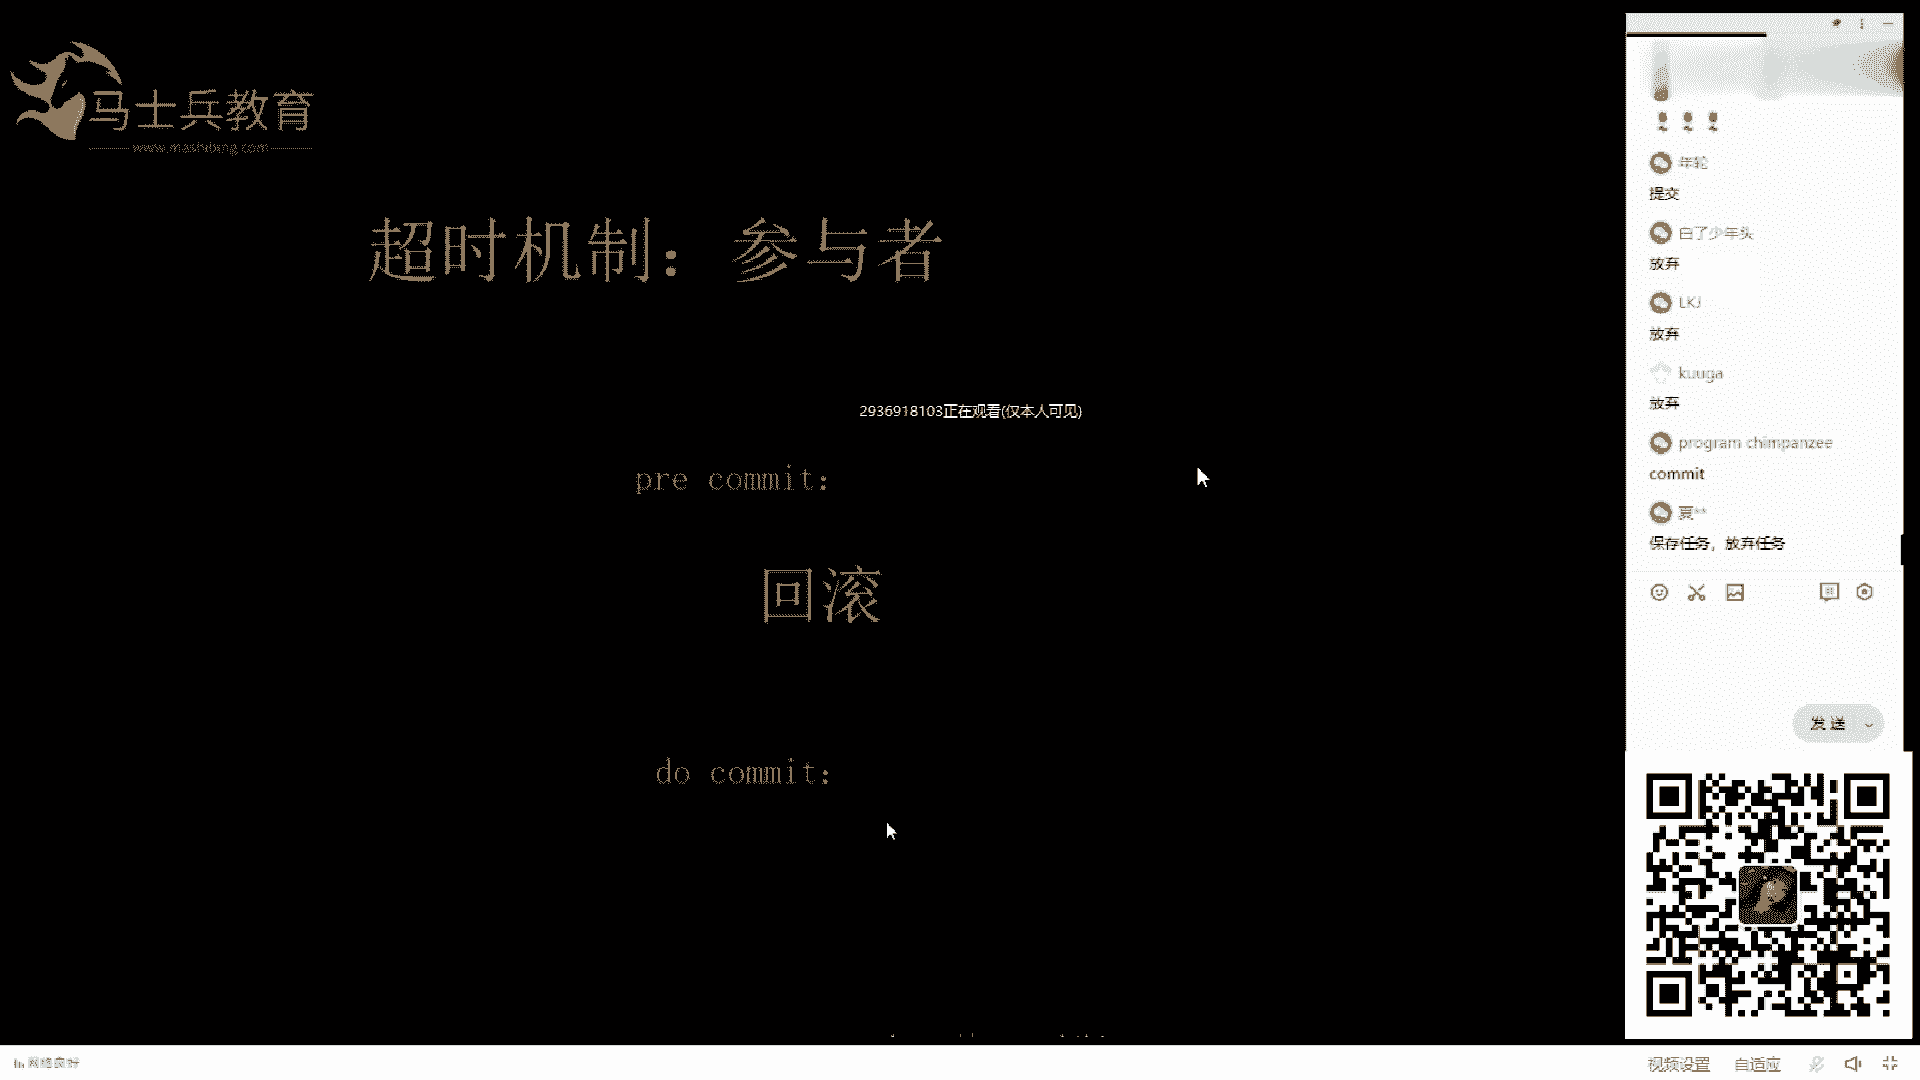 马士兵教育
www.mashibing.com
超时机制：参与者
2936918103正在观看(仅本人可见)
pre commit:
回滚
do commit:
年轮
提交
白了少年头
放弃
LKJ
放弃
kuuga
放弃
program chimpanzee
commit
夏**
保存任务，放弃任务
发送
网络良好
视频设置
自适应